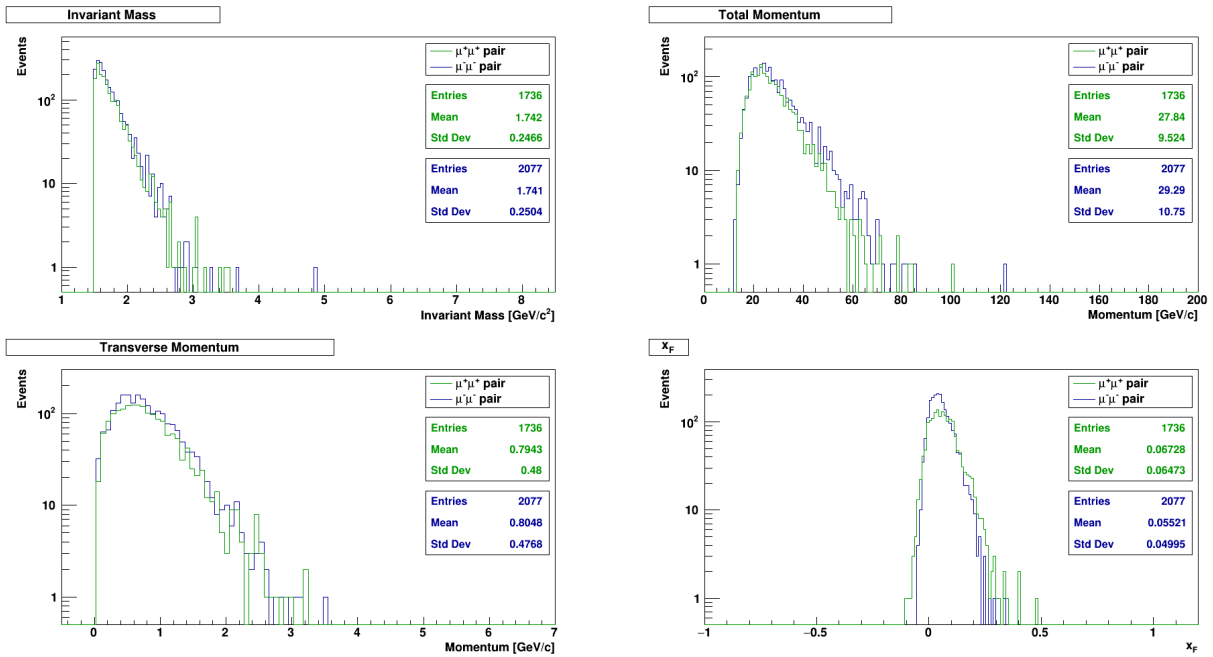 Invariant Mass
Events
μ⁺μ⁺ pair
μ⁻μ⁻ pair
Entries 1736
Mean 1.742
Std Dev 0.2466
Entries 2077
Mean 1.741
Std Dev 0.2504
10²
10
1
1 2 3 4 5 6 7 8
Invariant Mass [GeV/c²]
Total Momentum
Events
μ⁺μ⁺ pair
μ⁻μ⁻ pair
Entries 1736
Mean 27.84
Std Dev 9.524
Entries 2077
Mean 29.29
Std Dev 10.75
10²
10
1
0 20 40 60 80 100 120 140 160 180 200
Momentum [GeV/c]
Transverse Momentum
Events
μ⁺μ⁺ pair
μ⁻μ⁻ pair
Entries 1736
Mean 0.7943
Std Dev 0.48
Entries 2077
Mean 0.8048
Std Dev 0.4768
10²
10
1
0 1 2 3 4 5 6 7
Momentum [GeV/c]
x_F
Events
μ⁺μ⁺ pair
μ⁻μ⁻ pair
Entries 1736
Mean 0.06728
Std Dev 0.06473
Entries 2077
Mean 0.05521
Std Dev 0.04995
10²
10
1
−1 −0.5 0 0.5 1
x_F